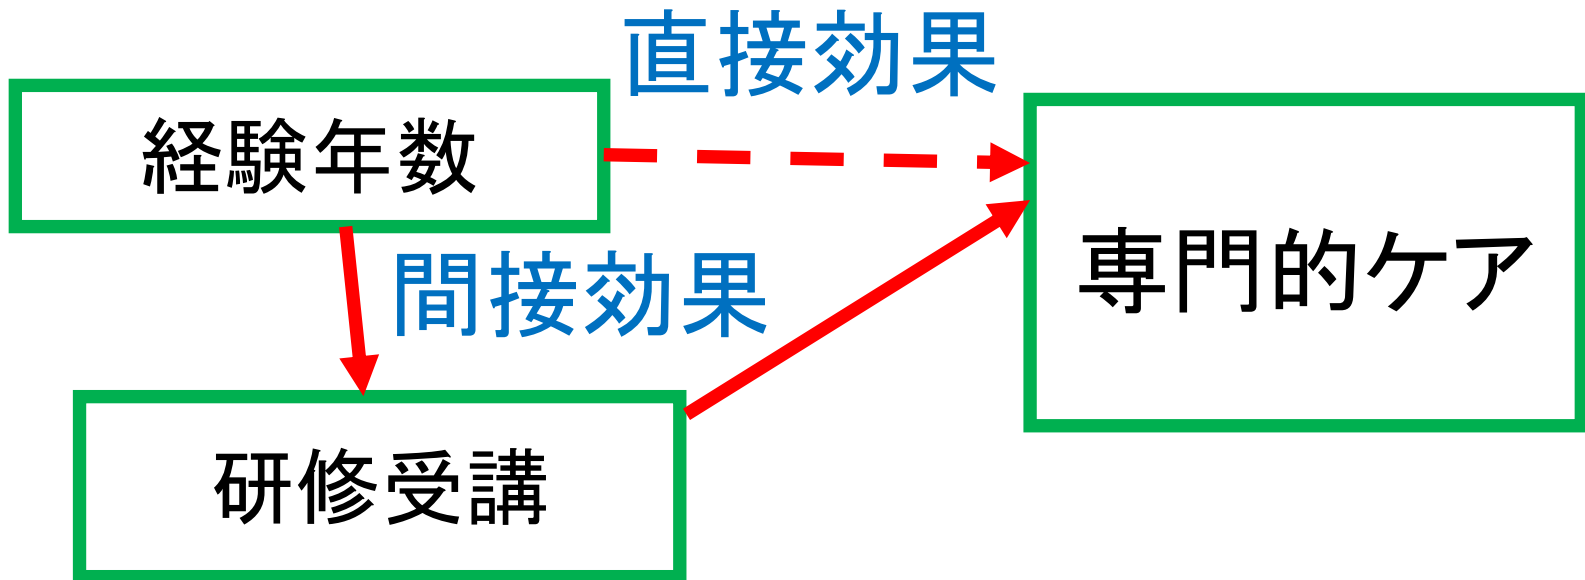 直接効果
経験年数
間接効果
専門的ケア
研修受講